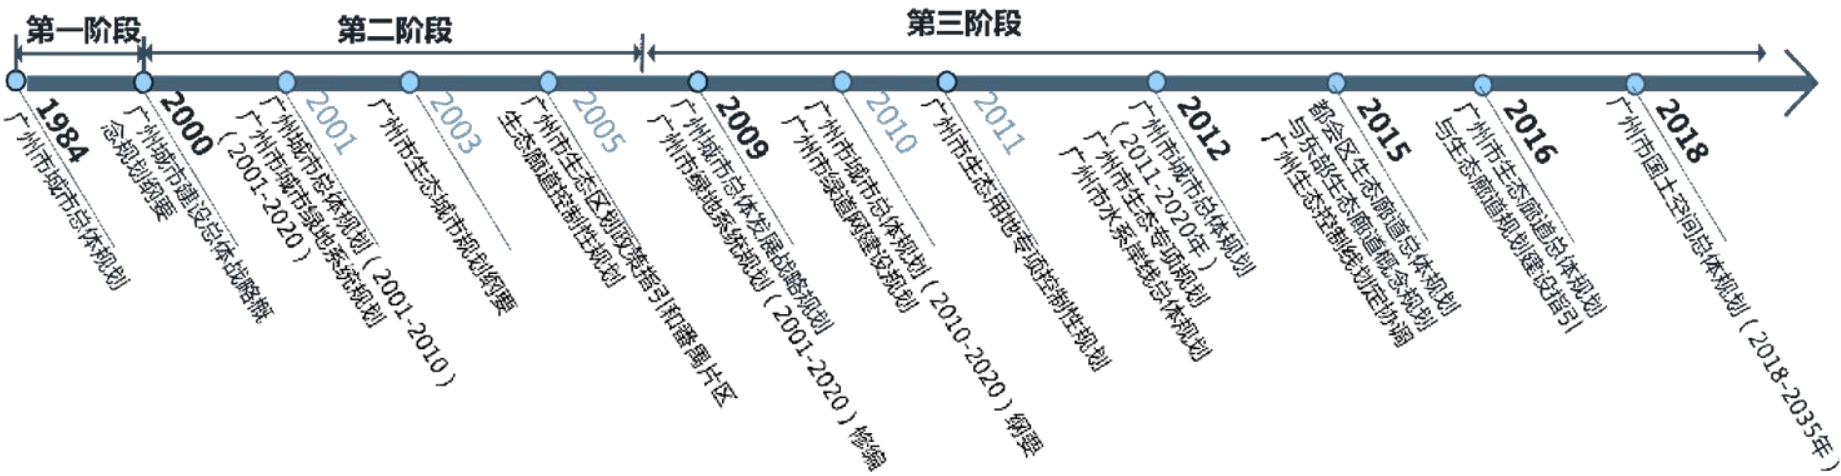 第一阶段
第二阶段
第三阶段
1984
广州市城市总体规划
2000
广州城市建设总体战略概
念规划纲要
2001
广州城市总体规划（2001-2010）
广州市城市绿地系统规划
（2001-2020）
2003
广州市生态城市规划纲要
2005
广州市生态区划政策指引和番禺片区
生态廊道控制性规划
2009
广州城市总体发展战略规划
广州市绿地系统规划（2001-2020）修编
2010
广州市城市总体规划（2010-2020）纲要
广州市绿道网建设规划
2011
广州市生态用地专项控制性规划
2012
广州市城市总体规划
（2011-2020年）
广州市生态专项规划
广州市水系岸线总体规划
2015
都会区生态廊道总体规划
与东部生态廊道概念规划
广州生态控制线划定协调
2016
广州市生态廊道总体规划
与生态廊道规划建设指引
2018
广州市国土空间总体规划（2018-2035年）